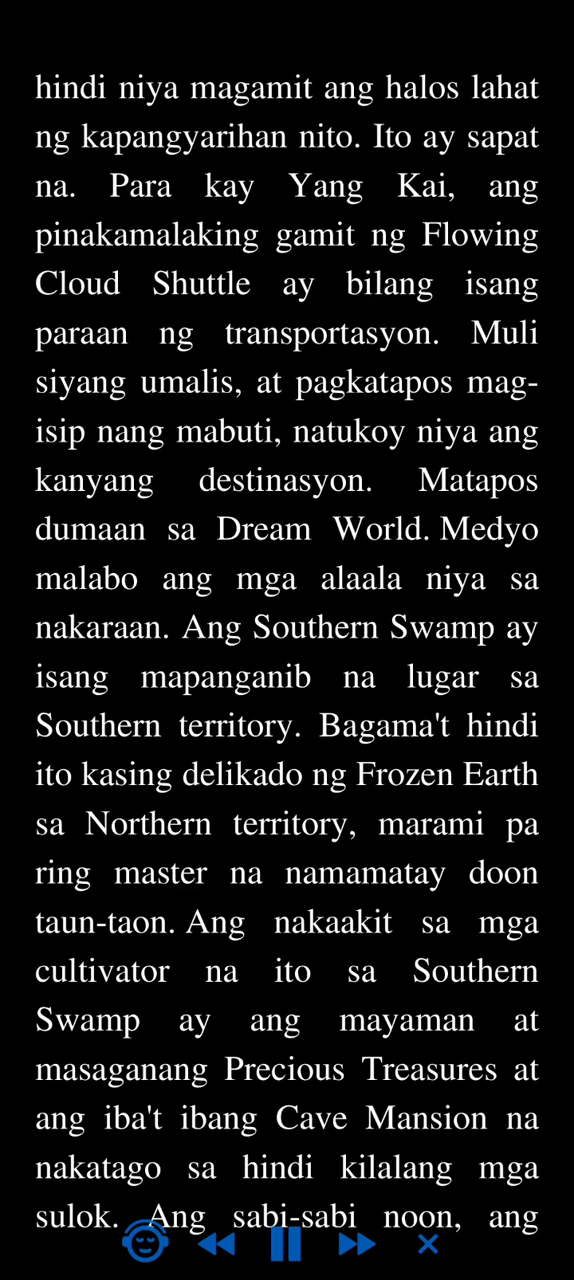 hindi niya magamit ang halos lahat
ng kapangyarihan nito. Ito ay sapat
na. Para kay Yang Kai, ang
pinakamalaking gamit ng Flowing
Cloud Shuttle ay bilang isang
paraan ng transportasyon. Muli
siyang umalis, at pagkatapos mag-
isip nang mabuti, natukoy niya ang
kanyang destinasyon. Matapos
dumaan sa Dream World. Medyo
malabo ang mga alaala niya sa
nakaraan. Ang Southern Swamp ay
isang mapanganib na lugar sa
Southern territory. Bagama't hindi
ito kasing delikado ng Frozen Earth
sa Northern territory, marami pa
ring master na namamatay doon
taun-taon. Ang nakaakit sa mga
cultivator na ito sa Southern
Swamp ay ang mayaman at
masaganang Precious Treasures at
ang iba't ibang Cave Mansion na
nakatago sa hindi kilalang mga
sulok. Ang sabi-sabi noon, ang